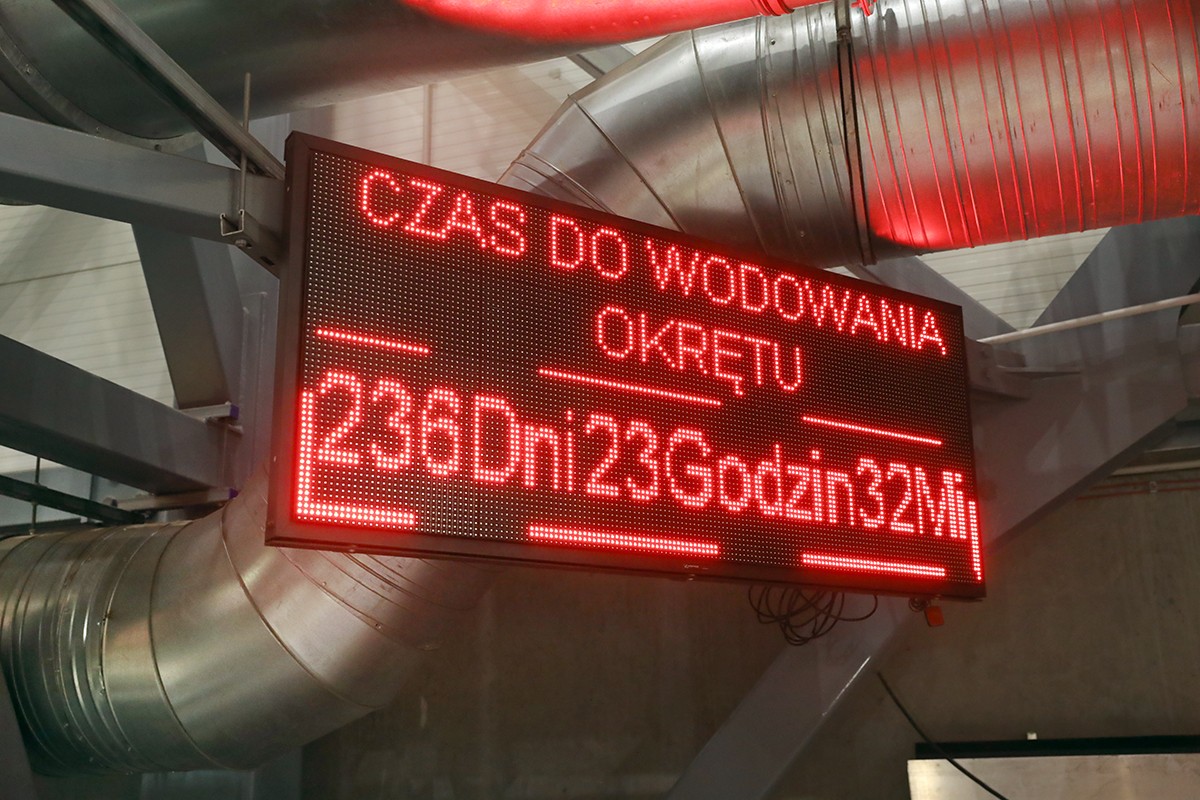 CZAS DO WODOWANIA
OKRĘTU
236Dni23Godzin32Mi